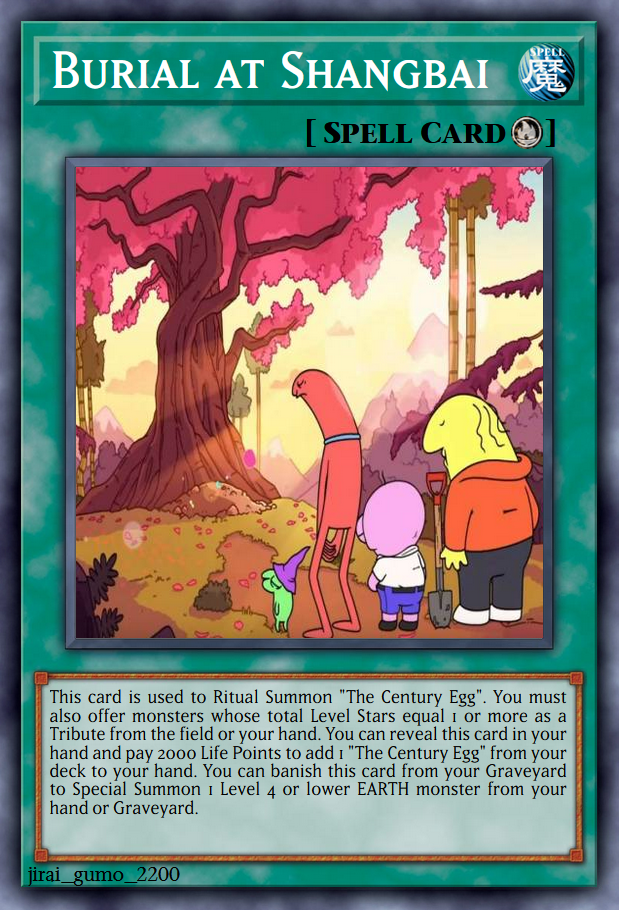 Burial at Shangbai
SPELL
魔
[ Spell Card ]
This card is used to Ritual Summon "The Century Egg". You must
also offer monsters whose total Level Stars equal 1 or more as a
Tribute from the field or your hand. You can reveal this card in your
hand and pay 2000 Life Points to add 1 "The Century Egg" from your
deck to your hand. You can banish this card from your Graveyard
to Special Summon 1 Level 4 or lower EARTH monster from your
hand or Graveyard.
jirai_gumo_2200